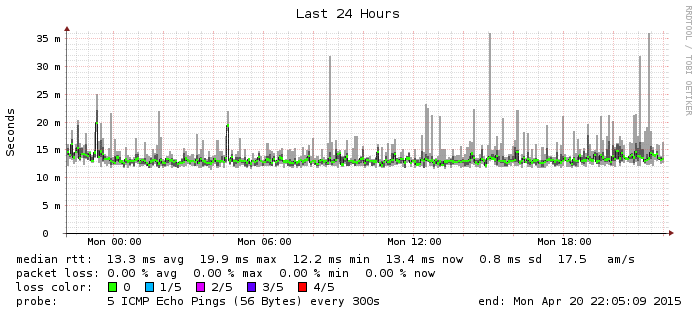 Last 24 Hours
RRDTOOL / TOBI OETIKER
Seconds
35 m
30 m
25 m
20 m
15 m
10 m
5 m
0
Mon 00:00 Mon 06:00 Mon 12:00 Mon 18:00
median rtt: 13.3 ms avg 19.9 ms max 12.2 ms min 13.4 ms now 0.8 ms sd 17.5 am/s
packet loss: 0.00 % avg 0.00 % max 0.00 % min 0.00 % now
loss color: 0 1/5 2/5 3/5 4/5
probe: 5 ICMP Echo Pings (56 Bytes) every 300s end: Mon Apr 20 22:05:09 2015